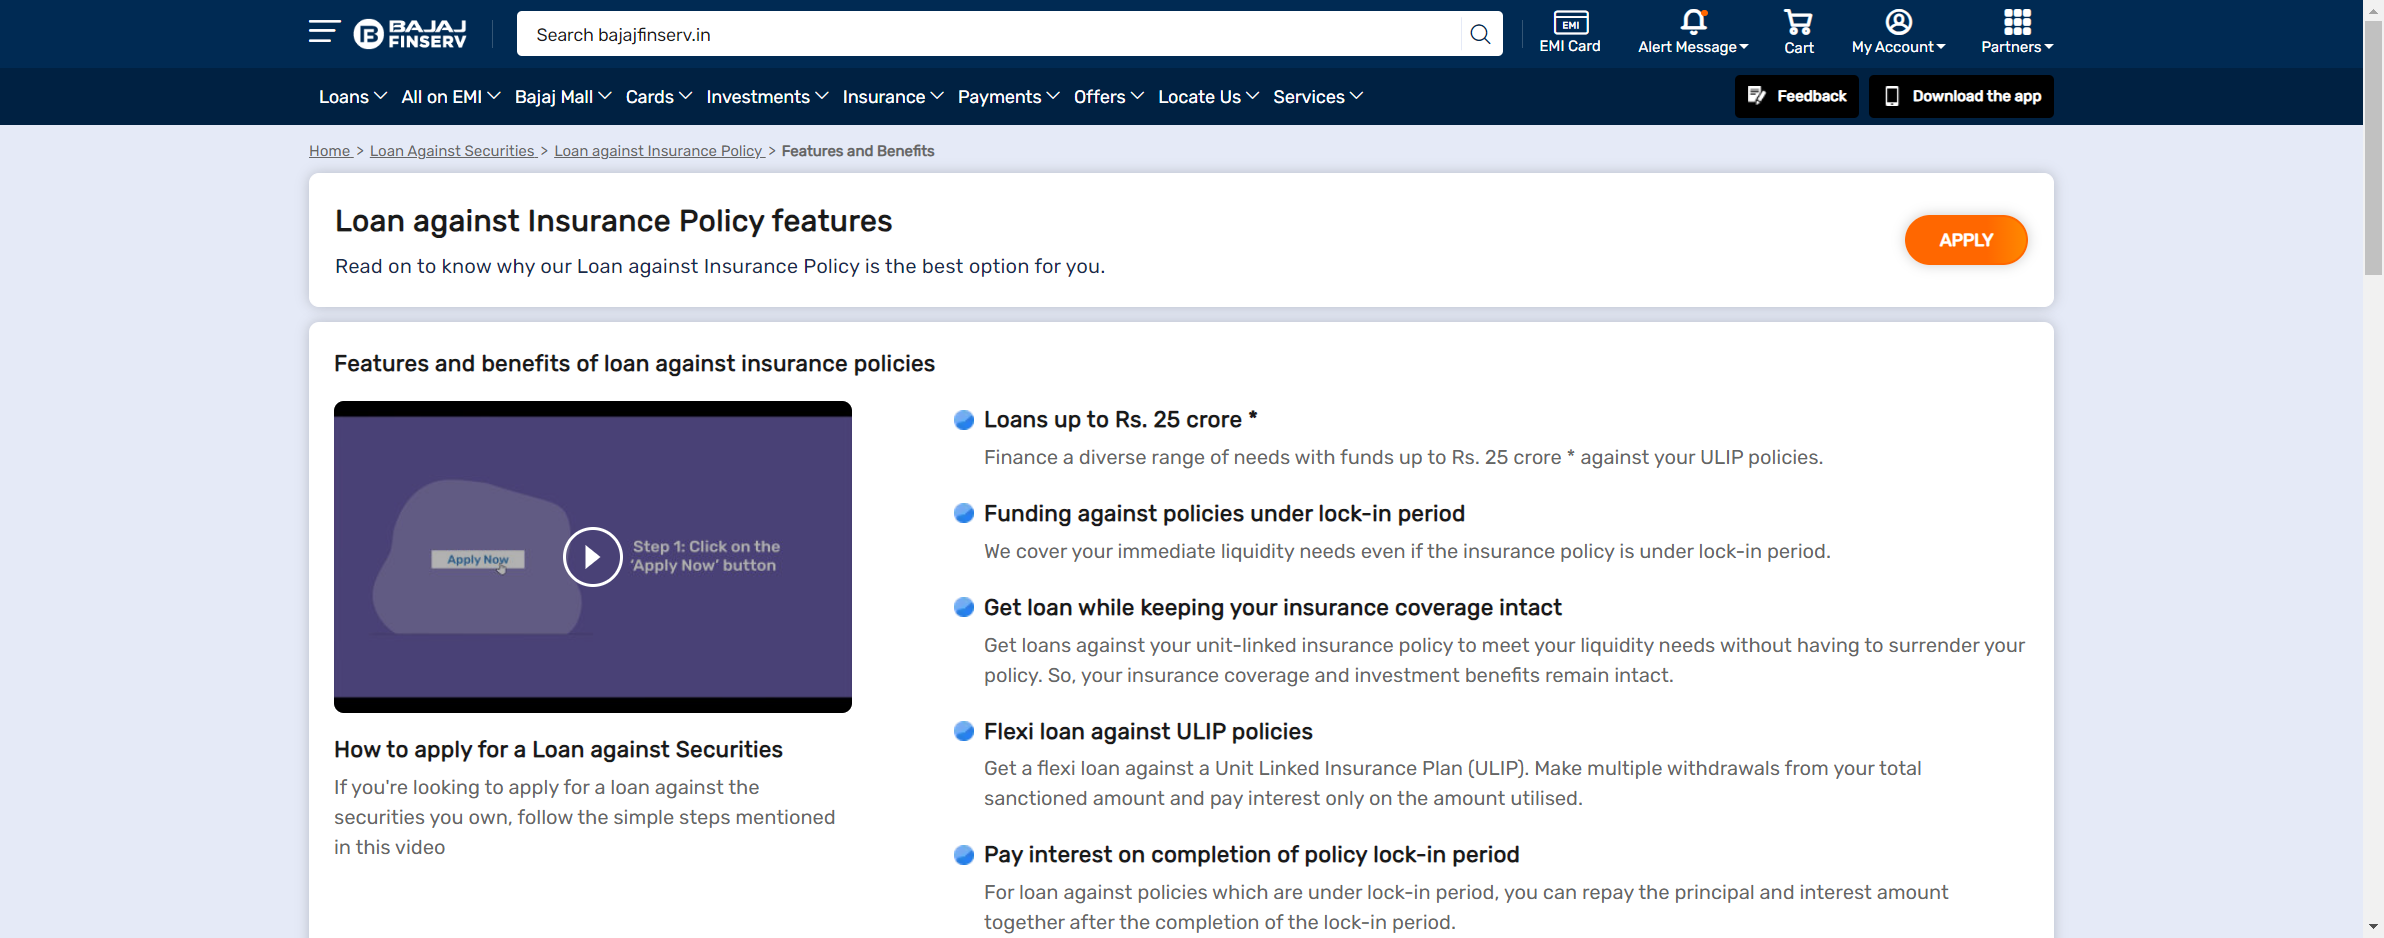 BAJAJ
FINSERV
Search bajajfinserv.in
EMI
EMI Card
Alert Message
Cart
My Account
Partners
Loans
All on EMI
Bajaj Mall
Cards
Investments
Insurance
Payments
Offers
Locate Us
Services
Feedback
Download the app
Home > Loan Against Securities > Loan against Insurance Policy > Features and Benefits
Loan against Insurance Policy features
Read on to know why our Loan against Insurance Policy is the best option for you.
APPLY
Features and benefits of loan against insurance policies
Apply Now
Step 1: Click on the
'Apply Now' button
How to apply for a Loan against Securities
If you're looking to apply for a loan against the
securities you own, follow the simple steps mentioned
in this video
Loans up to Rs. 25 crore *
Finance a diverse range of needs with funds up to Rs. 25 crore * against your ULIP policies.
Funding against policies under lock-in period
We cover your immediate liquidity needs even if the insurance policy is under lock-in period.
Get loan while keeping your insurance coverage intact
Get loans against your unit-linked insurance policy to meet your liquidity needs without having to surrender your
policy. So, your insurance coverage and investment benefits remain intact.
Flexi loan against ULIP policies
Get a flexi loan against a Unit Linked Insurance Plan (ULIP). Make multiple withdrawals from your total
sanctioned amount and pay interest only on the amount utilised.
Pay interest on completion of policy lock-in period
For loan against policies which are under lock-in period, you can repay the principal and interest amount
together after the completion of the lock-in period.